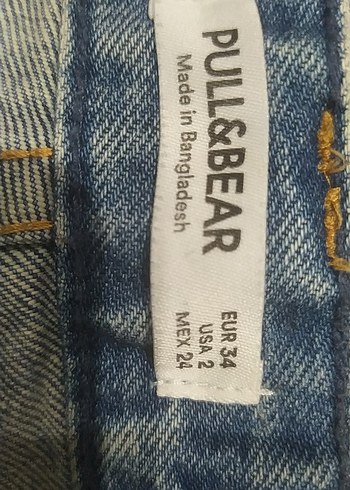 PULL&BEAR
Made in Bangladesh
EUR 34
USA 2
MEX 24